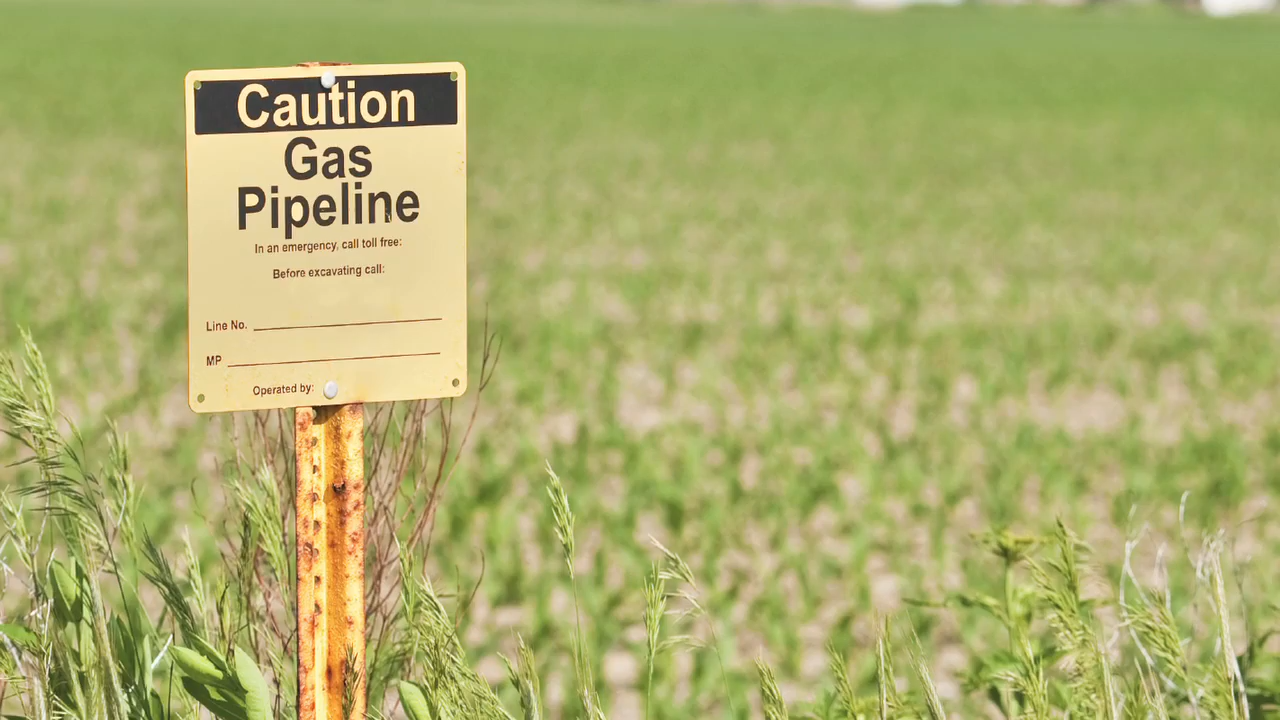 Caution
Gas
Pipeline
In an emergency, call toll free:
Before excavating call:
Line No.
MP
Operated by: